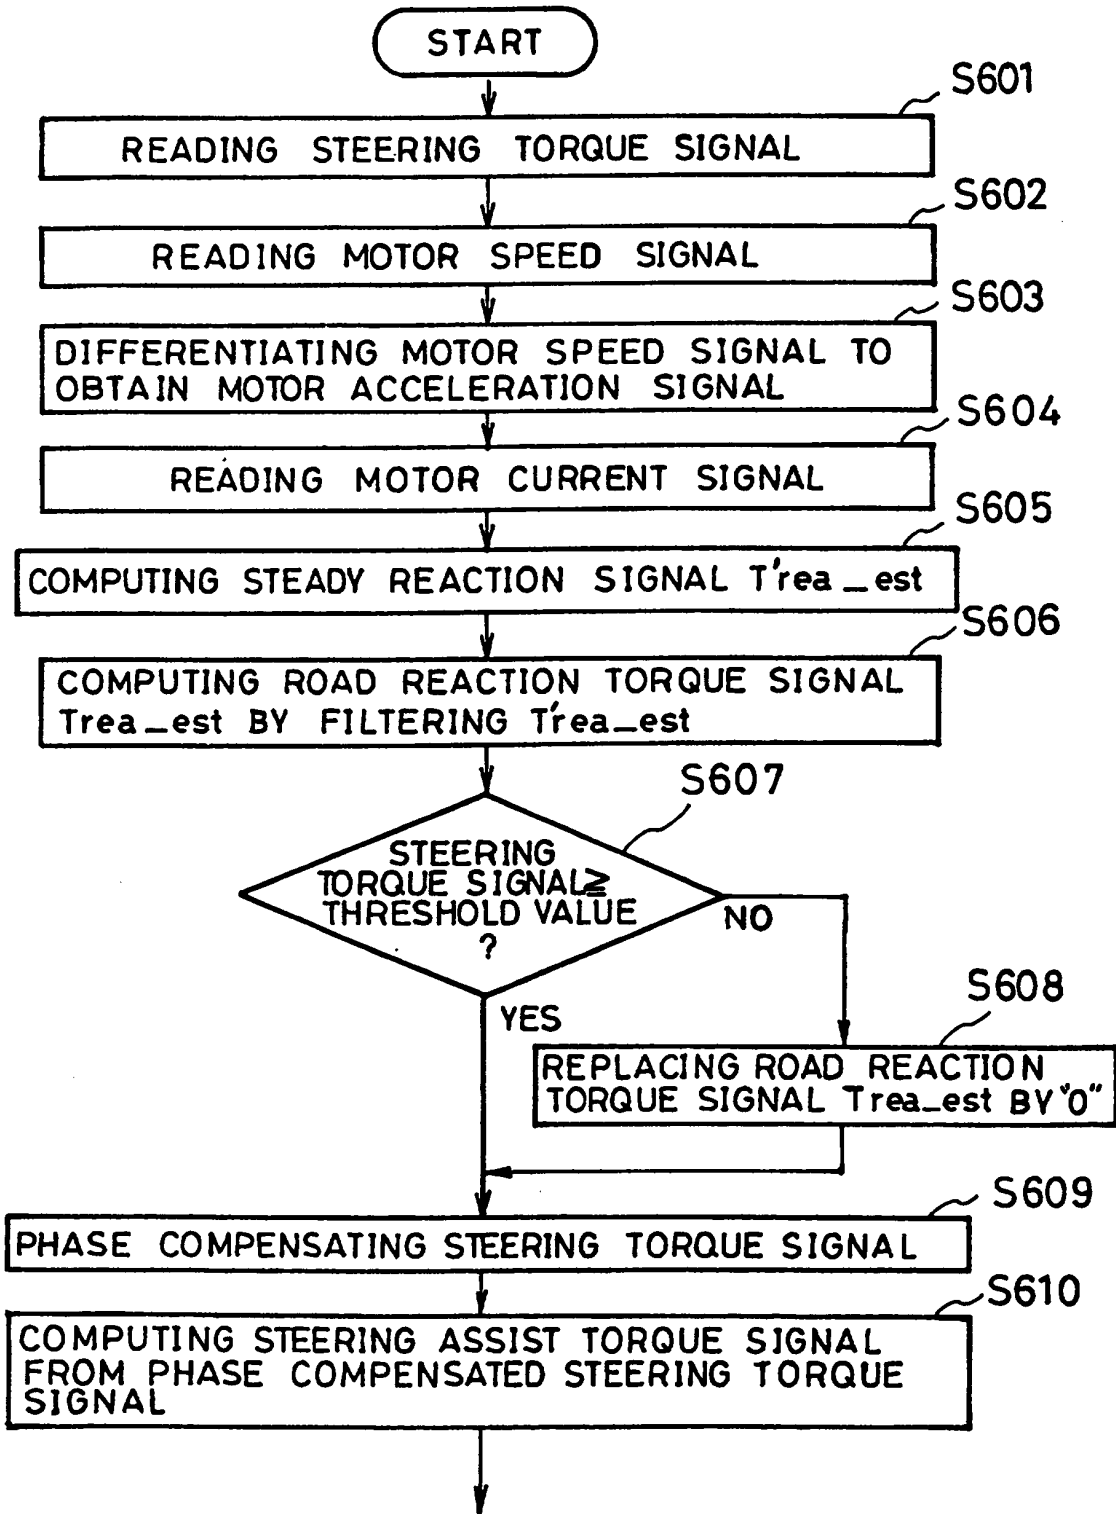 START
S601
READING STEERING TORQUE SIGNAL
S602
READING MOTOR SPEED SIGNAL
S603
DIFFERENTIATING MOTOR SPEED SIGNAL TO
OBTAIN MOTOR ACCELERATION SIGNAL
S604
READING MOTOR CURRENT SIGNAL
S605
COMPUTING STEADY REACTION SIGNAL T'rea_est
S606
COMPUTING ROAD REACTION TORQUE SIGNAL
Trea_est BY FILTERING T'rea_est
S607
STEERING
TORQUE SIGNAL≧
THRESHOLD VALUE
?
NO
YES
S608
REPLACING ROAD REACTION
TORQUE SIGNAL Trea_est BY "0"
S609
PHASE COMPENSATING STEERING TORQUE SIGNAL
S610
COMPUTING STEERING ASSIST TORQUE SIGNAL
FROM PHASE COMPENSATED STEERING TORQUE
SIGNAL